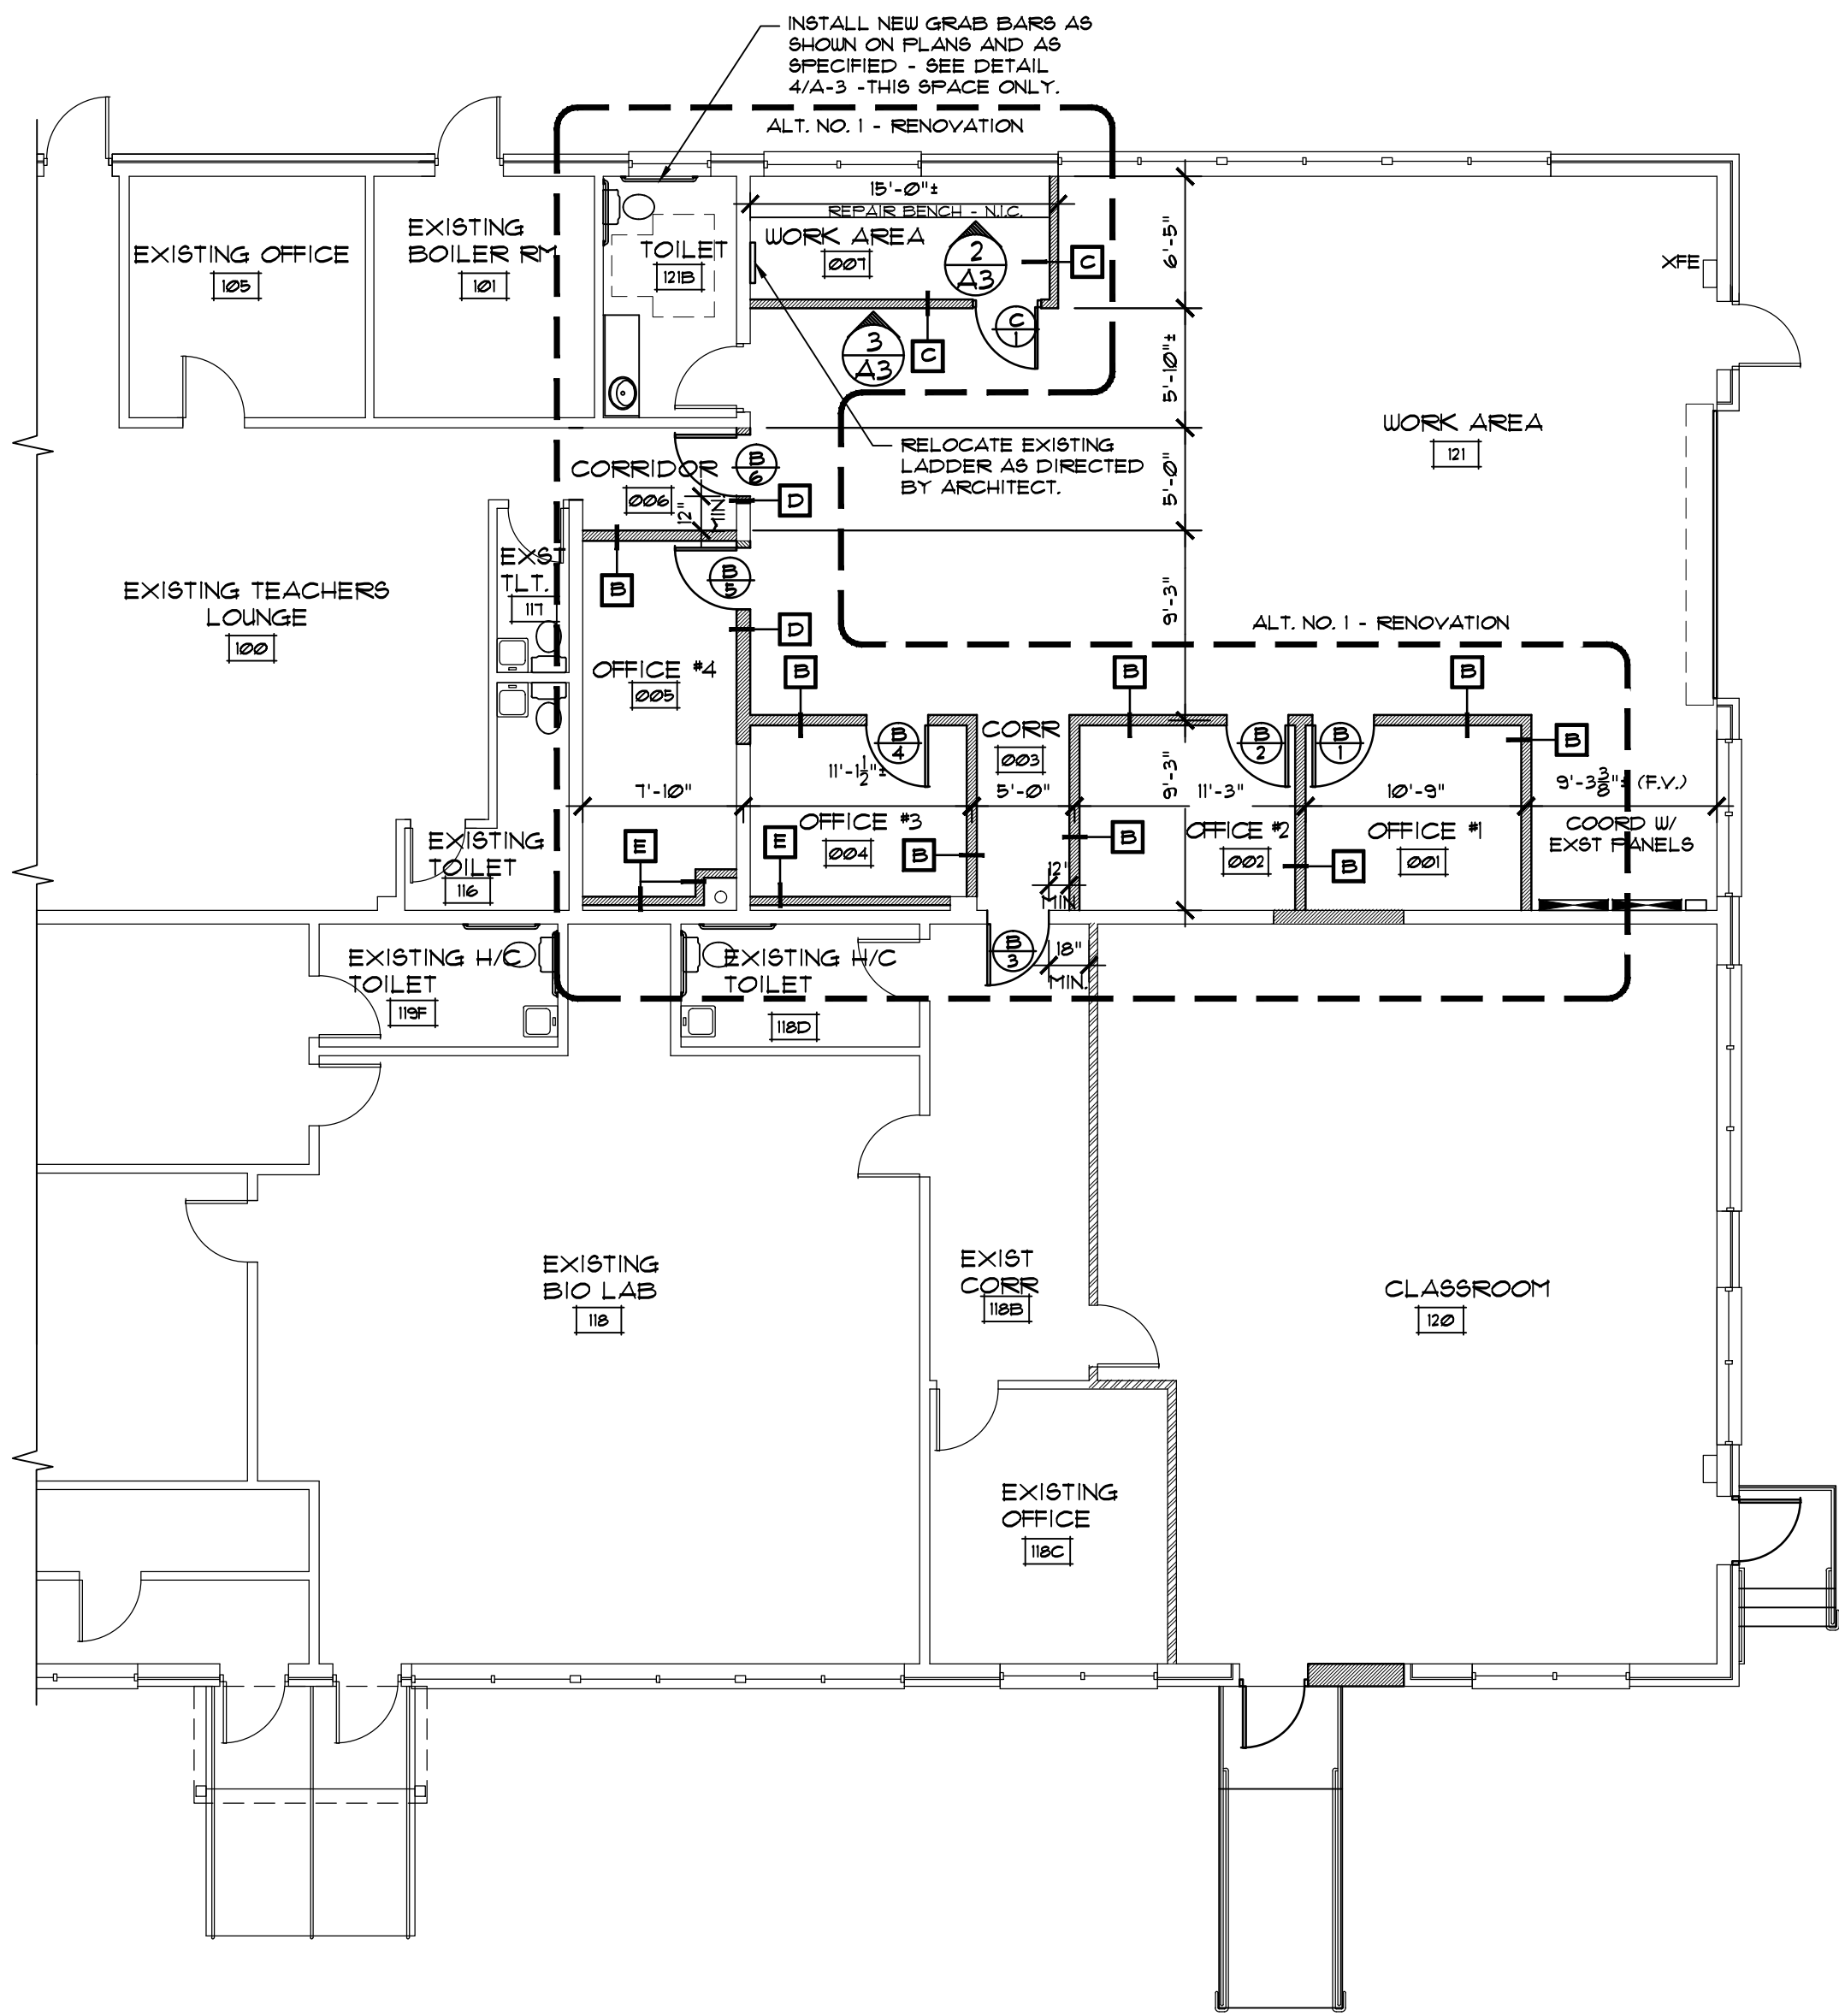 INSTALL NEW GRAB BARS AS
SHOWN ON PLANS AND AS
SPECIFIED - SEE DETAIL
4/A-3 -THIS SPACE ONLY.
ALT. NO. 1 - RENOVATION
15'-0"±
REPAIR BENCH - N.I.C.
WORK AREA
007
2
A3
C
6'-5"
EXISTING OFFICE
105
EXISTING
BOILER RM
101
TOILET
121B
XFE
C
1
3
A3
C
5'-10"±
WORK AREA
121
RELOCATE EXISTING
LADDER AS DIRECTED
BY ARCHITECT.
CORRIDOR
006
B
6
D
12"
MIN
5'-0"
EXST
TLT.
117
B
B
5
D
EXISTING TEACHERS
LOUNGE
100
9'-3"
ALT. NO. 1 - RENOVATION
OFFICE #4
005
B
B
B
CORR
003
B
4
B
2
B
1
B
7'-10"
11'-1½"±
5'-0"
9'-3"
11'-3"
10'-9"
9'-3⅜"± (F.V.)
COORD W/
EXST PANELS
OFFICE #3
004
OFFICE #2
002
OFFICE #1
001
E
E
B
B
B
EXISTING
TOILET
116
12"
MIN
EXISTING H/C
TOILET
119F
EXISTING H/C
TOILET
118D
B
3
18"
MIN.
EXISTING
BIO LAB
118
EXIST
CORR
118B
CLASSROOM
120
EXISTING
OFFICE
118C